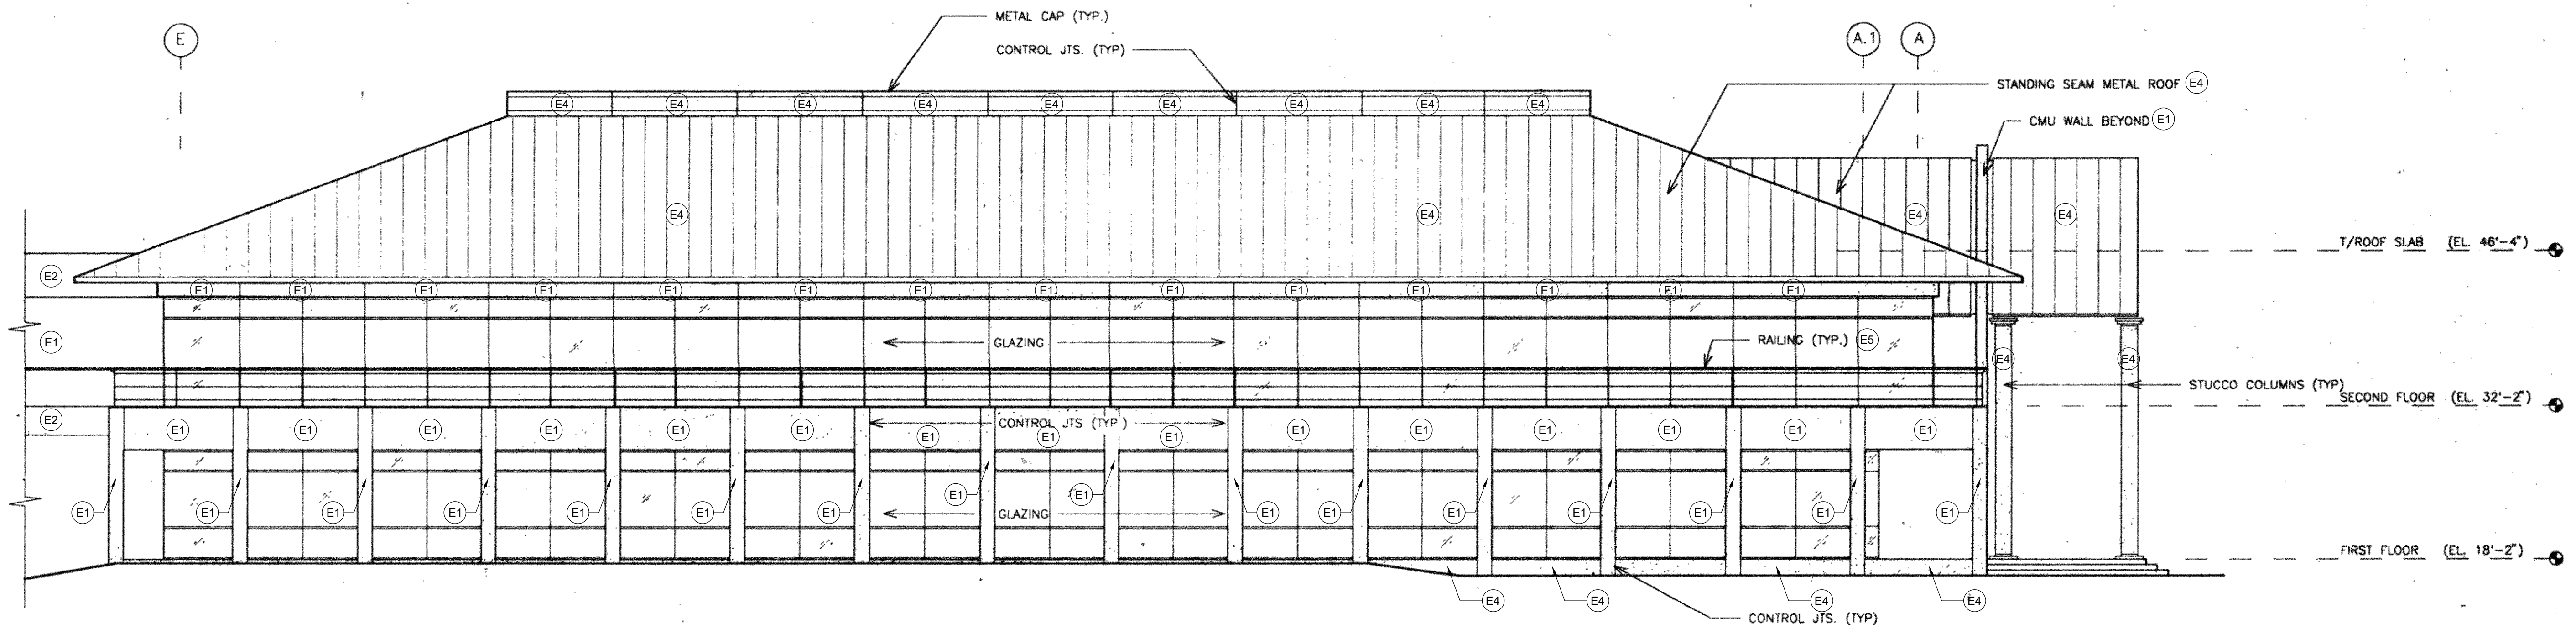 METAL CAP (TYP.)
E
A.1 A
CONTROL JTS. (TYP)
STANDING SEAM METAL ROOF E4
E4 E4 E4 E4 E4 E4 E4 E4 E4
CMU WALL BEYOND E1
E4 E4 E4 E4
T/ROOF SLAB (EL. 46'-4")
E2
E1 E1 E1 E1 E1 E1 E1 E1 E1 E1 E1 E1 E1 E1
E1
GLAZING
RAILING (TYP.) E5
E4 E4
STUCCO COLUMNS (TYP)
SECOND FLOOR (EL. 32'-2")
E2
CONTROL JTS (TYP)
E1 E1 E1 E1 E1 E1 E1 E1 E1 E1 E1 E1 E1 E1 E1
E1 E1
E1 E1 E1 E1 E1 E1 E1 E1 E1 E1 E1 E1 E1 E1
GLAZING
FIRST FLOOR (EL. 18'-2")
E4 E4 E4 E4
CONTROL JTS. (TYP)